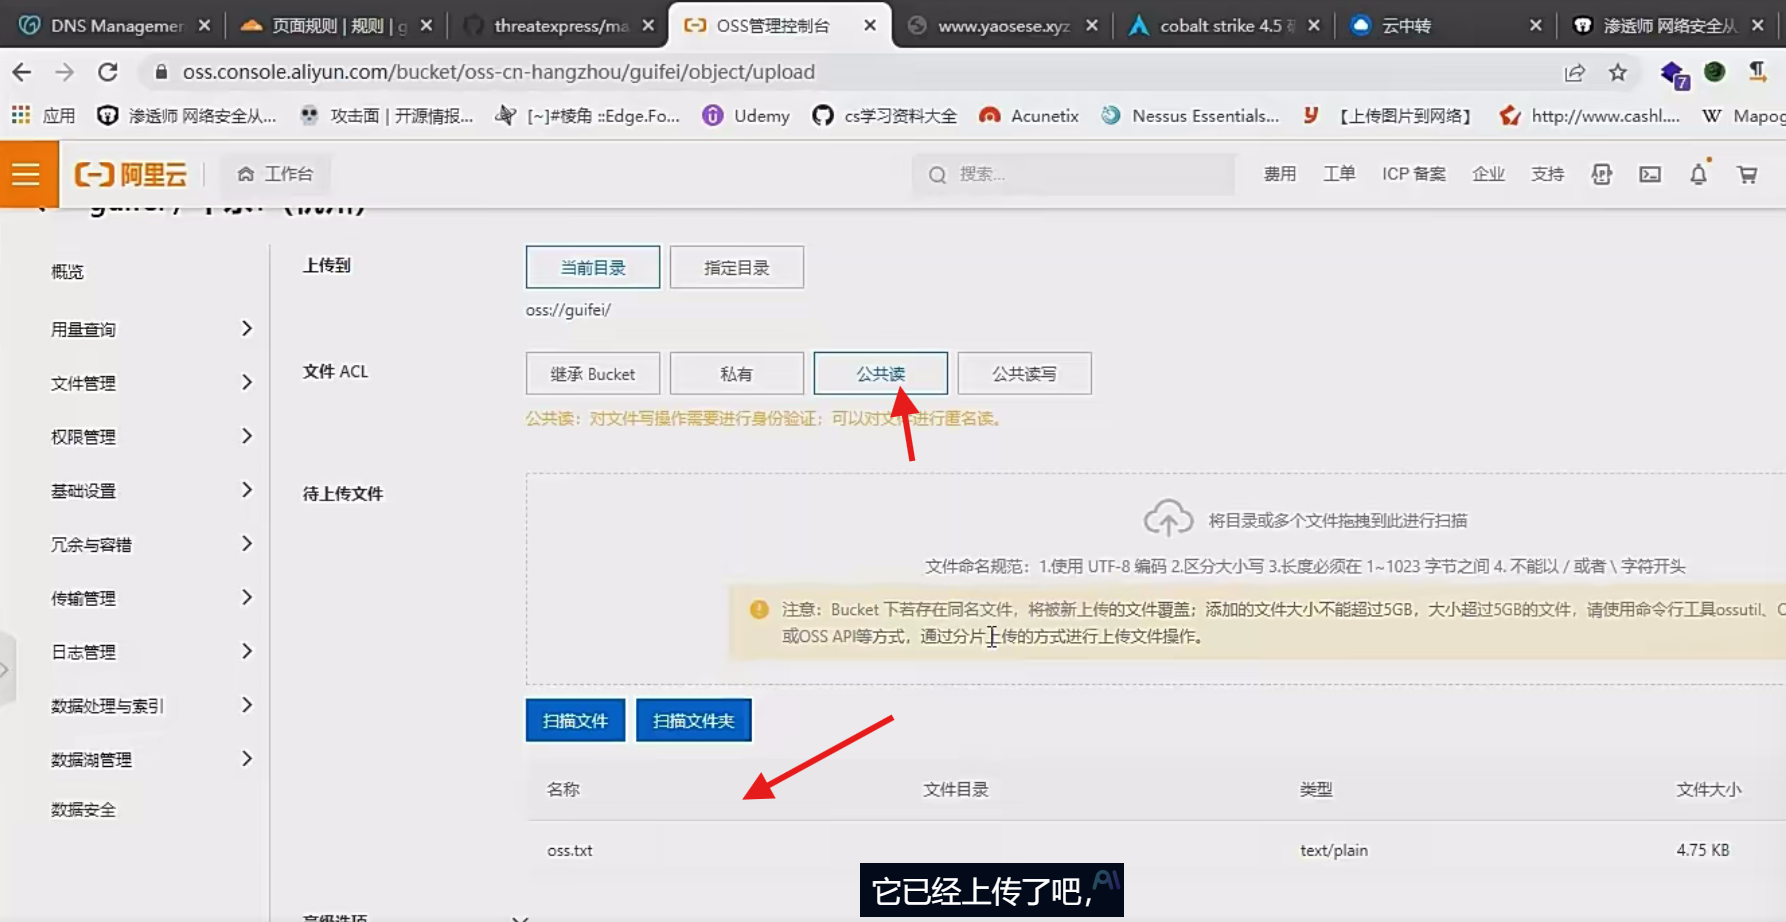 DNS Managemer
页面规则 | 规则 | g
threatexpress/ma
OSS管理控制台
www.yaosese.xyz
cobalt strike 4.5
云中转
渗透师 网络安全从
oss.console.aliyun.com/bucket/oss-cn-hangzhou/guifei/object/upload
7
应用
渗透师 网络安全从...
攻击面 | 开源情报...
[~]#棱角 ::Edge.Fo...
Udemy
cs学习资料大全
Acunetix
Nessus Essentials...
【上传图片到网络】
http://www.cashl....
Mapog
阿里云
工作台
搜索...
费用
工单
ICP 备案
企业
支持
guifei /
概览
用量查询
文件管理
权限管理
基础设置
冗余与容错
传输管理
日志管理
数据处理与索引
数据湖管理
数据安全
上传到
当前目录
指定目录
oss://guifei/
文件 ACL
继承 Bucket
私有
公共读
公共读写
公共读：对文件写操作需要进行身份验证；可以对文件进行匿名读。
待上传文件
将目录或多个文件拖拽到此进行扫描
文件命名规范：1.使用 UTF-8 编码 2.区分大小写 3.长度必须在 1~1023 字节之间 4. 不能以 / 或者 \ 字符开头
注意：Bucket 下若存在同名文件，将被新上传的文件覆盖；添加的文件大小不能超过5GB，大小超过5GB的文件，请使用命令行工具ossutil、
或OSS API等方式，通过分片上传的方式进行上传文件操作。
扫描文件
扫描文件夹
名称
文件目录
类型
文件大小
oss.txt
text/plain
4.75 KB
高级选项
它已经上传了吧，
AI